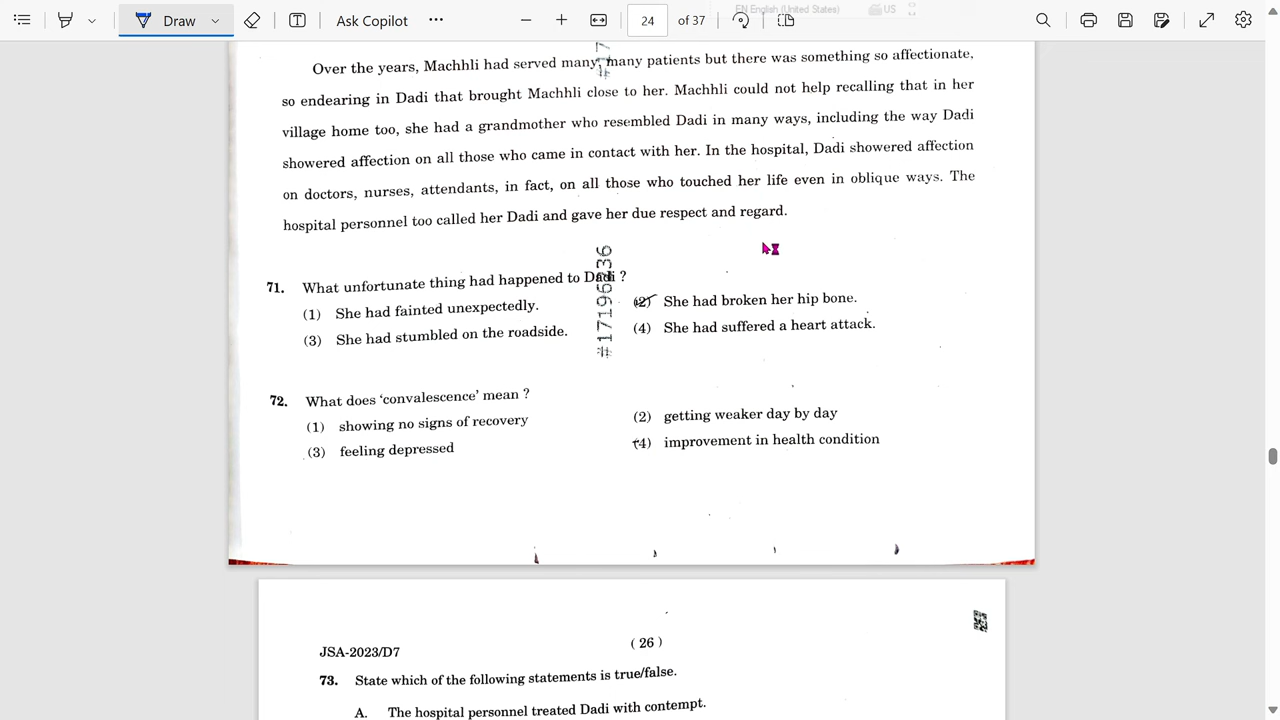 Draw
Ask Copilot
24 of 37
EN English (United States) US
Over the years, Machhli had served many, many patients but there was something so affectionate,
so endearing in Dadi that brought Machhli close to her. Machhli could not help recalling that in her
village home too, she had a grandmother who resembled Dadi in many ways, including the way Dadi
showered affection on all those who came in contact with her. In the hospital, Dadi showered affection
on doctors, nurses, attendants, in fact, on all those who touched her life even in oblique ways. The
hospital personnel too called her Dadi and gave her due respect and regard.
71. What unfortunate thing had happened to Dadi ?
(1) She had fainted unexpectedly. (2) She had broken her hip bone.
(3) She had stumbled on the roadside. (4) She had suffered a heart attack.
#17196336
72. What does ‘convalescence’ mean ?
(1) showing no signs of recovery (2) getting weaker day by day
(3) feeling depressed (4) improvement in health condition
( 26 )
JSA-2023/D7
73. State which of the following statements is true/false.
A. The hospital personnel treated Dadi with contempt.